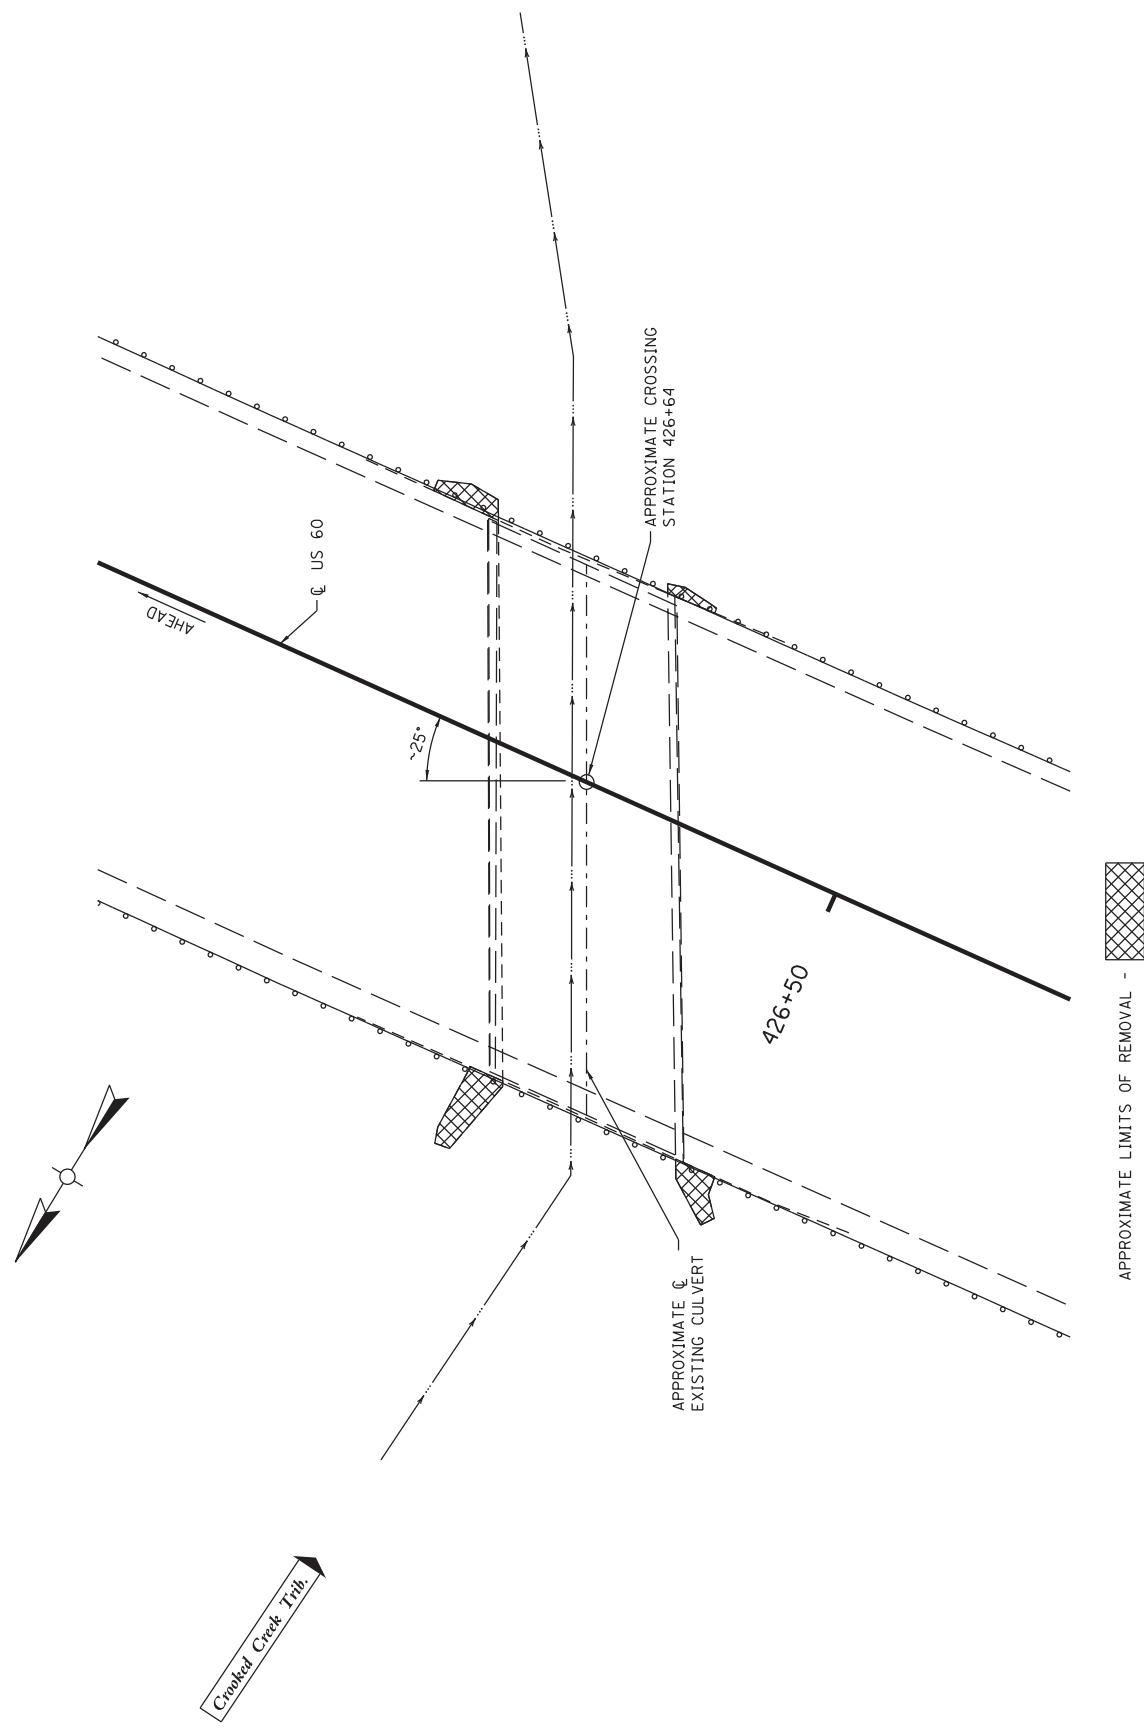 APPROXIMATE CROSSING
STATION 426+64
℄ US 60
AHEAD
~25°
426+50
APPROXIMATE ℄
EXISTING CULVERT
APPROXIMATE LIMITS OF REMOVAL -
Crooked Creek Trib.